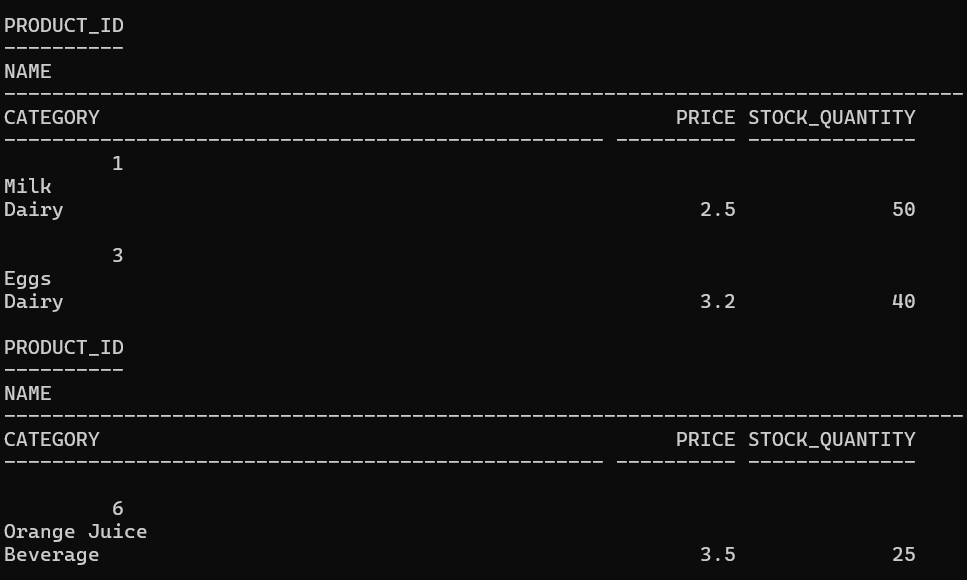 PRODUCT_ID
----------
NAME
--------------------------------------------------------------------------------
CATEGORY                                                PRICE STOCK_QUANTITY
-------------------------------------------------- ---------- --------------
         1
Milk
Dairy                                                     2.5             50

         3
Eggs
Dairy                                                     3.2             40

PRODUCT_ID
----------
NAME
--------------------------------------------------------------------------------
CATEGORY                                                PRICE STOCK_QUANTITY
-------------------------------------------------- ---------- --------------

         6
Orange Juice
Beverage                                                  3.5             25